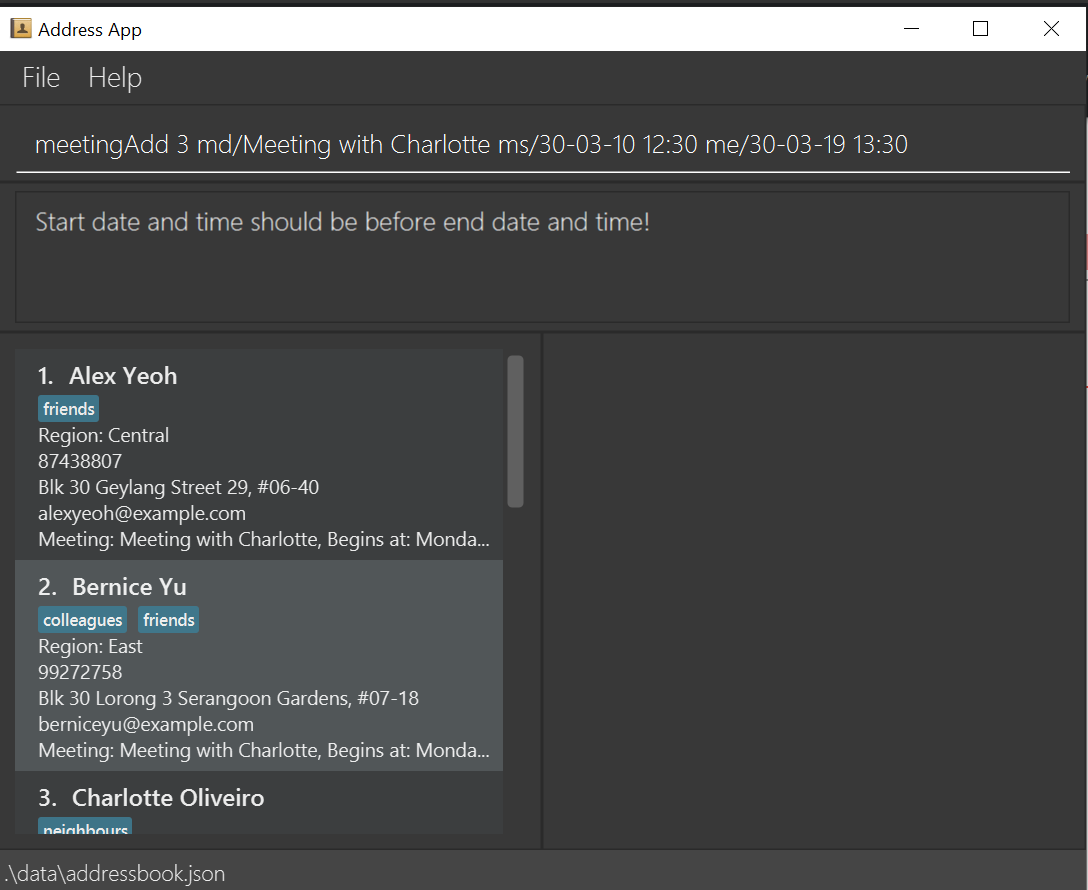 Address App
File Help
meetingAdd 3 md/Meeting with Charlotte ms/30-03-10 12:30 me/30-03-19 13:30
Start date and time should be before end date and time!
1. Alex Yeoh
friends
Region: Central
87438807
Blk 30 Geylang Street 29, #06-40
alexyeoh@example.com
Meeting: Meeting with Charlotte, Begins at: Monda...
2. Bernice Yu
colleagues friends
Region: East
99272758
Blk 30 Lorong 3 Serangoon Gardens, #07-18
berniceyu@example.com
Meeting: Meeting with Charlotte, Begins at: Monda...
3. Charlotte Oliveiro
neighbours
.\data\addressbook.json